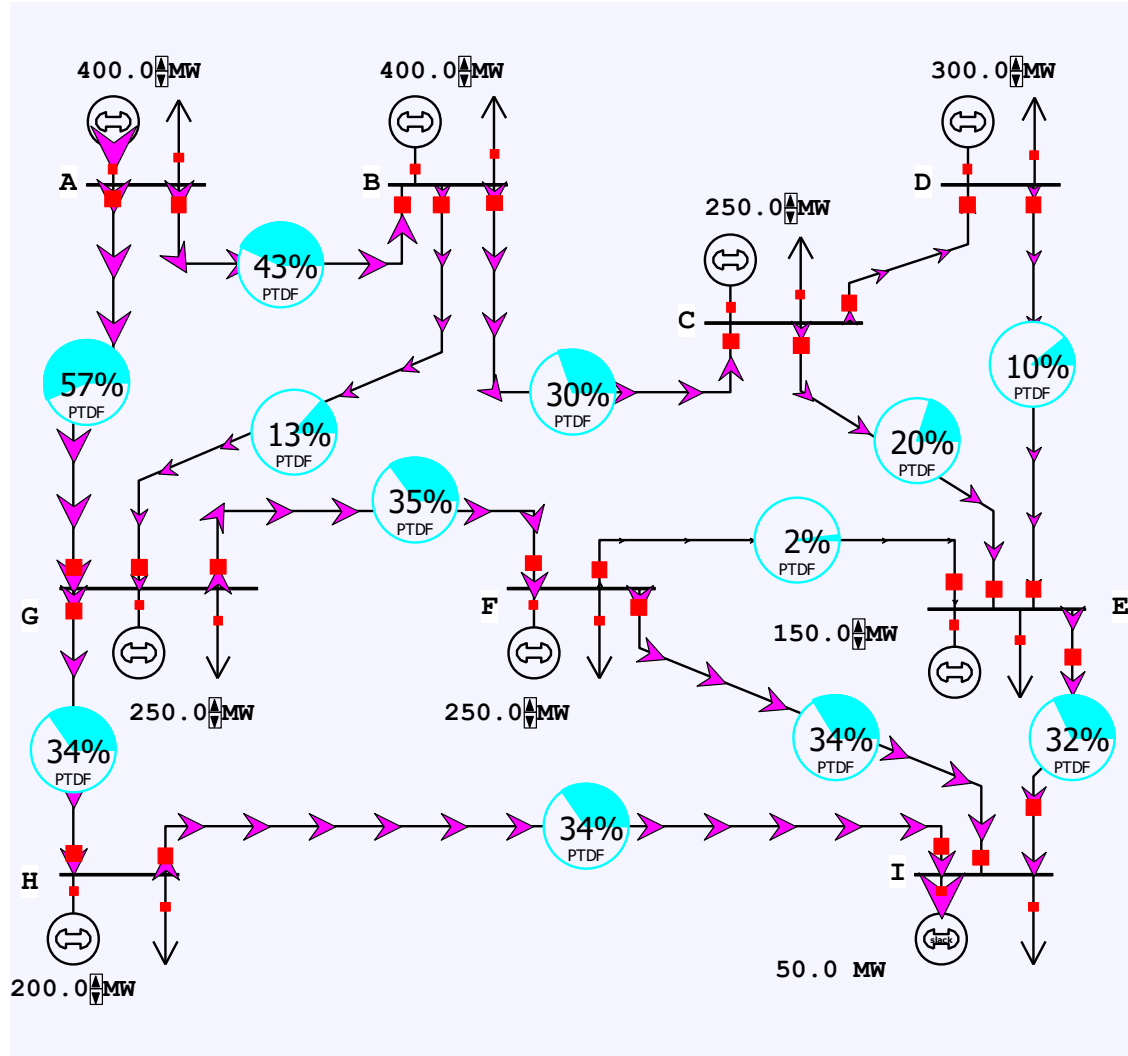 400.0 MW
400.0 MW
300.0 MW
A
B
D
250.0 MW
C
43%
PTDF
57%
PTDF
30%
PTDF
10%
PTDF
13%
PTDF
20%
PTDF
35%
PTDF
2%
PTDF
G
F
E
150.0 MW
250.0 MW
250.0 MW
34%
PTDF
34%
PTDF
32%
PTDF
34%
PTDF
H
I
slack
50.0 MW
200.0 MW